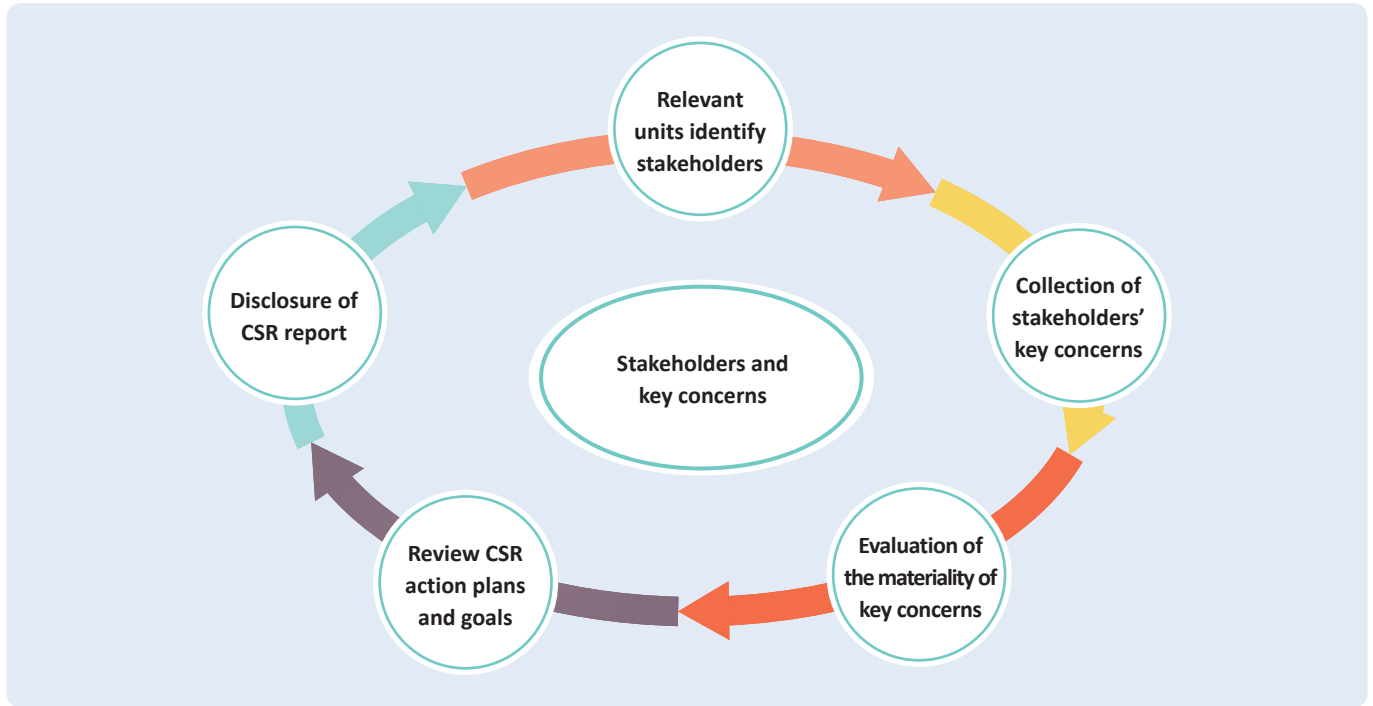 Relevant
units identify
stakeholders
Collection of
stakeholders’
key concerns
Evaluation of
the materiality of
key concerns
Review CSR
action plans
and goals
Disclosure of
CSR report
Stakeholders and
key concerns